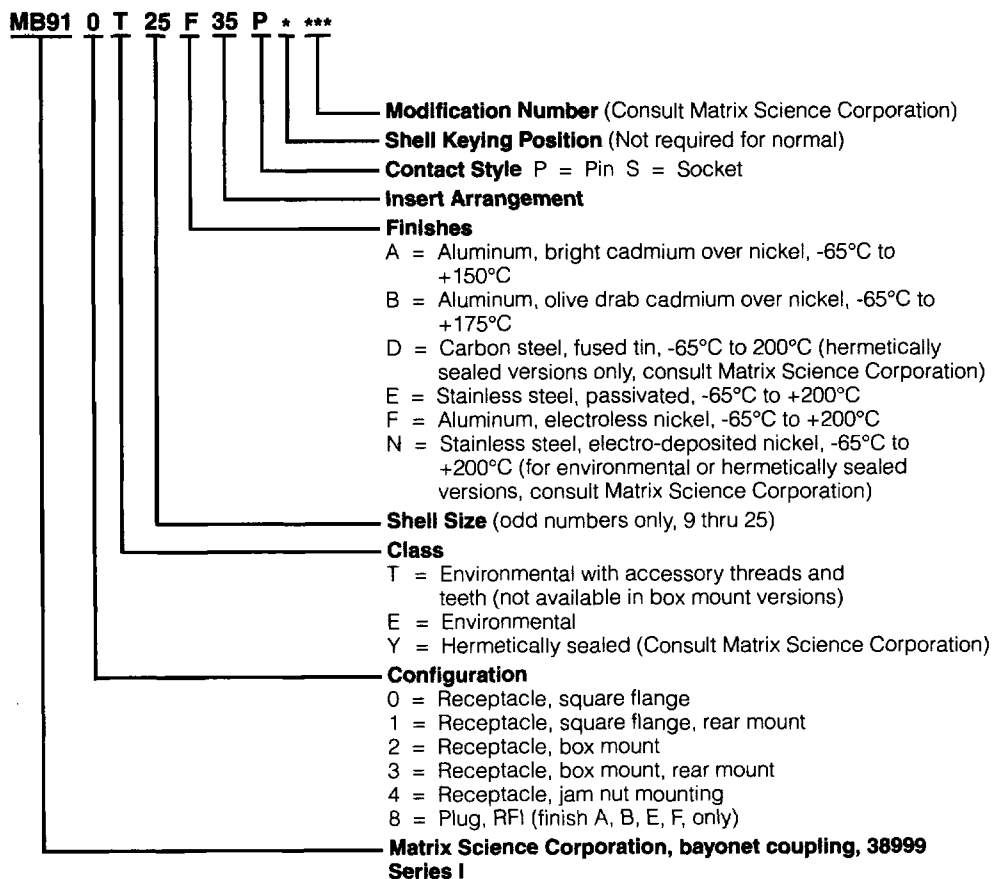 MB91 0 T 25 F 35 P * ***
Modification Number (Consult Matrix Science Corporation)
Shell Keying Position (Not required for normal)
Contact Style P = Pin S = Socket
Insert Arrangement
Finishes
A = Aluminum, bright cadmium over nickel, -65°C to
+150°C
B = Aluminum, olive drab cadmium over nickel, -65°C to
+175°C
D = Carbon steel, fused tin, -65°C to 200°C (hermetically
sealed versions only, consult Matrix Science Corporation)
E = Stainless steel, passivated, -65°C to +200°C
F = Aluminum, electroless nickel, -65°C to +200°C
N = Stainless steel, electro-deposited nickel, -65°C to
+200°C (for environmental or hermetically sealed
versions, consult Matrix Science Corporation)
Shell Size (odd numbers only, 9 thru 25)
Class
T = Environmental with accessory threads and
teeth (not available in box mount versions)
E = Environmental
Y = Hermetically sealed (Consult Matrix Science Corporation)
Configuration
0 = Receptacle, square flange
1 = Receptacle, square flange, rear mount
2 = Receptacle, box mount
3 = Receptacle, box mount, rear mount
4 = Receptacle, jam nut mounting
8 = Plug, RFI (finish A, B, E, F, only)
Matrix Science Corporation, bayonet coupling, 38999
Series I